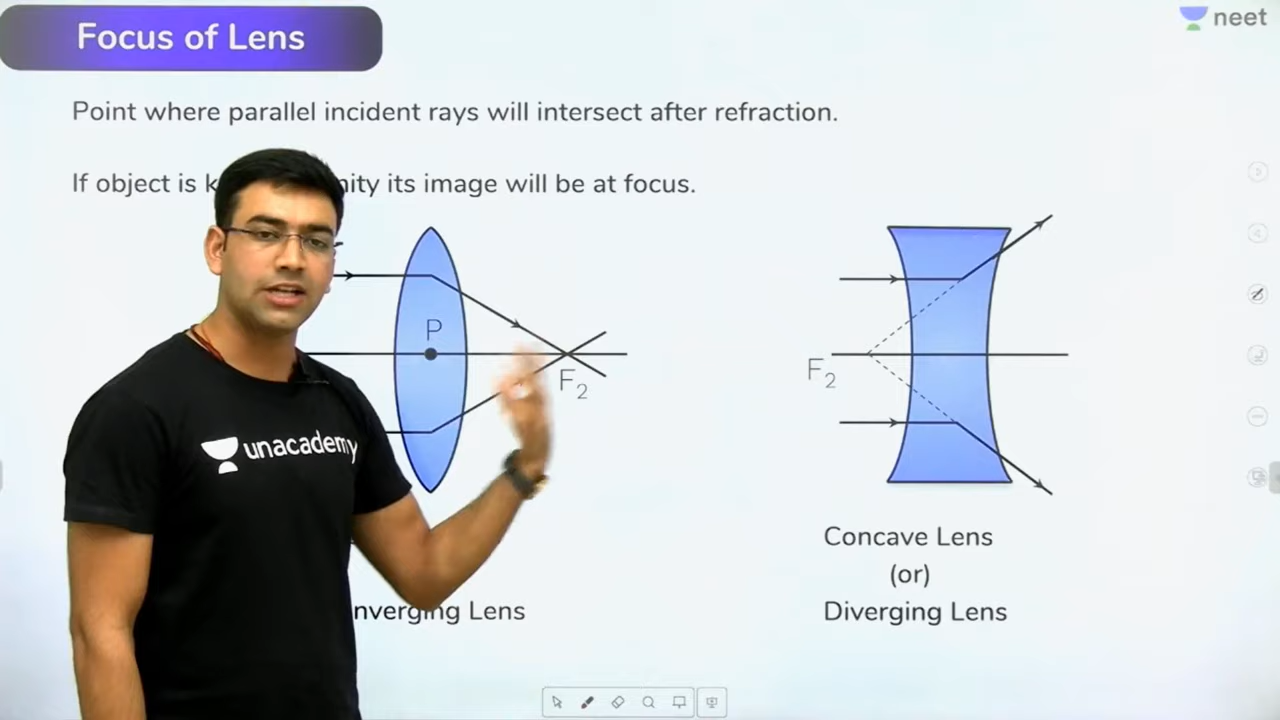 Focus of Lens
neet
Point where parallel incident rays will intersect after refraction.
If object is k nity its image will be at focus.
P
F2
F2
unacademy
Concave Lens
(or)
Diverging Lens
nverging Lens